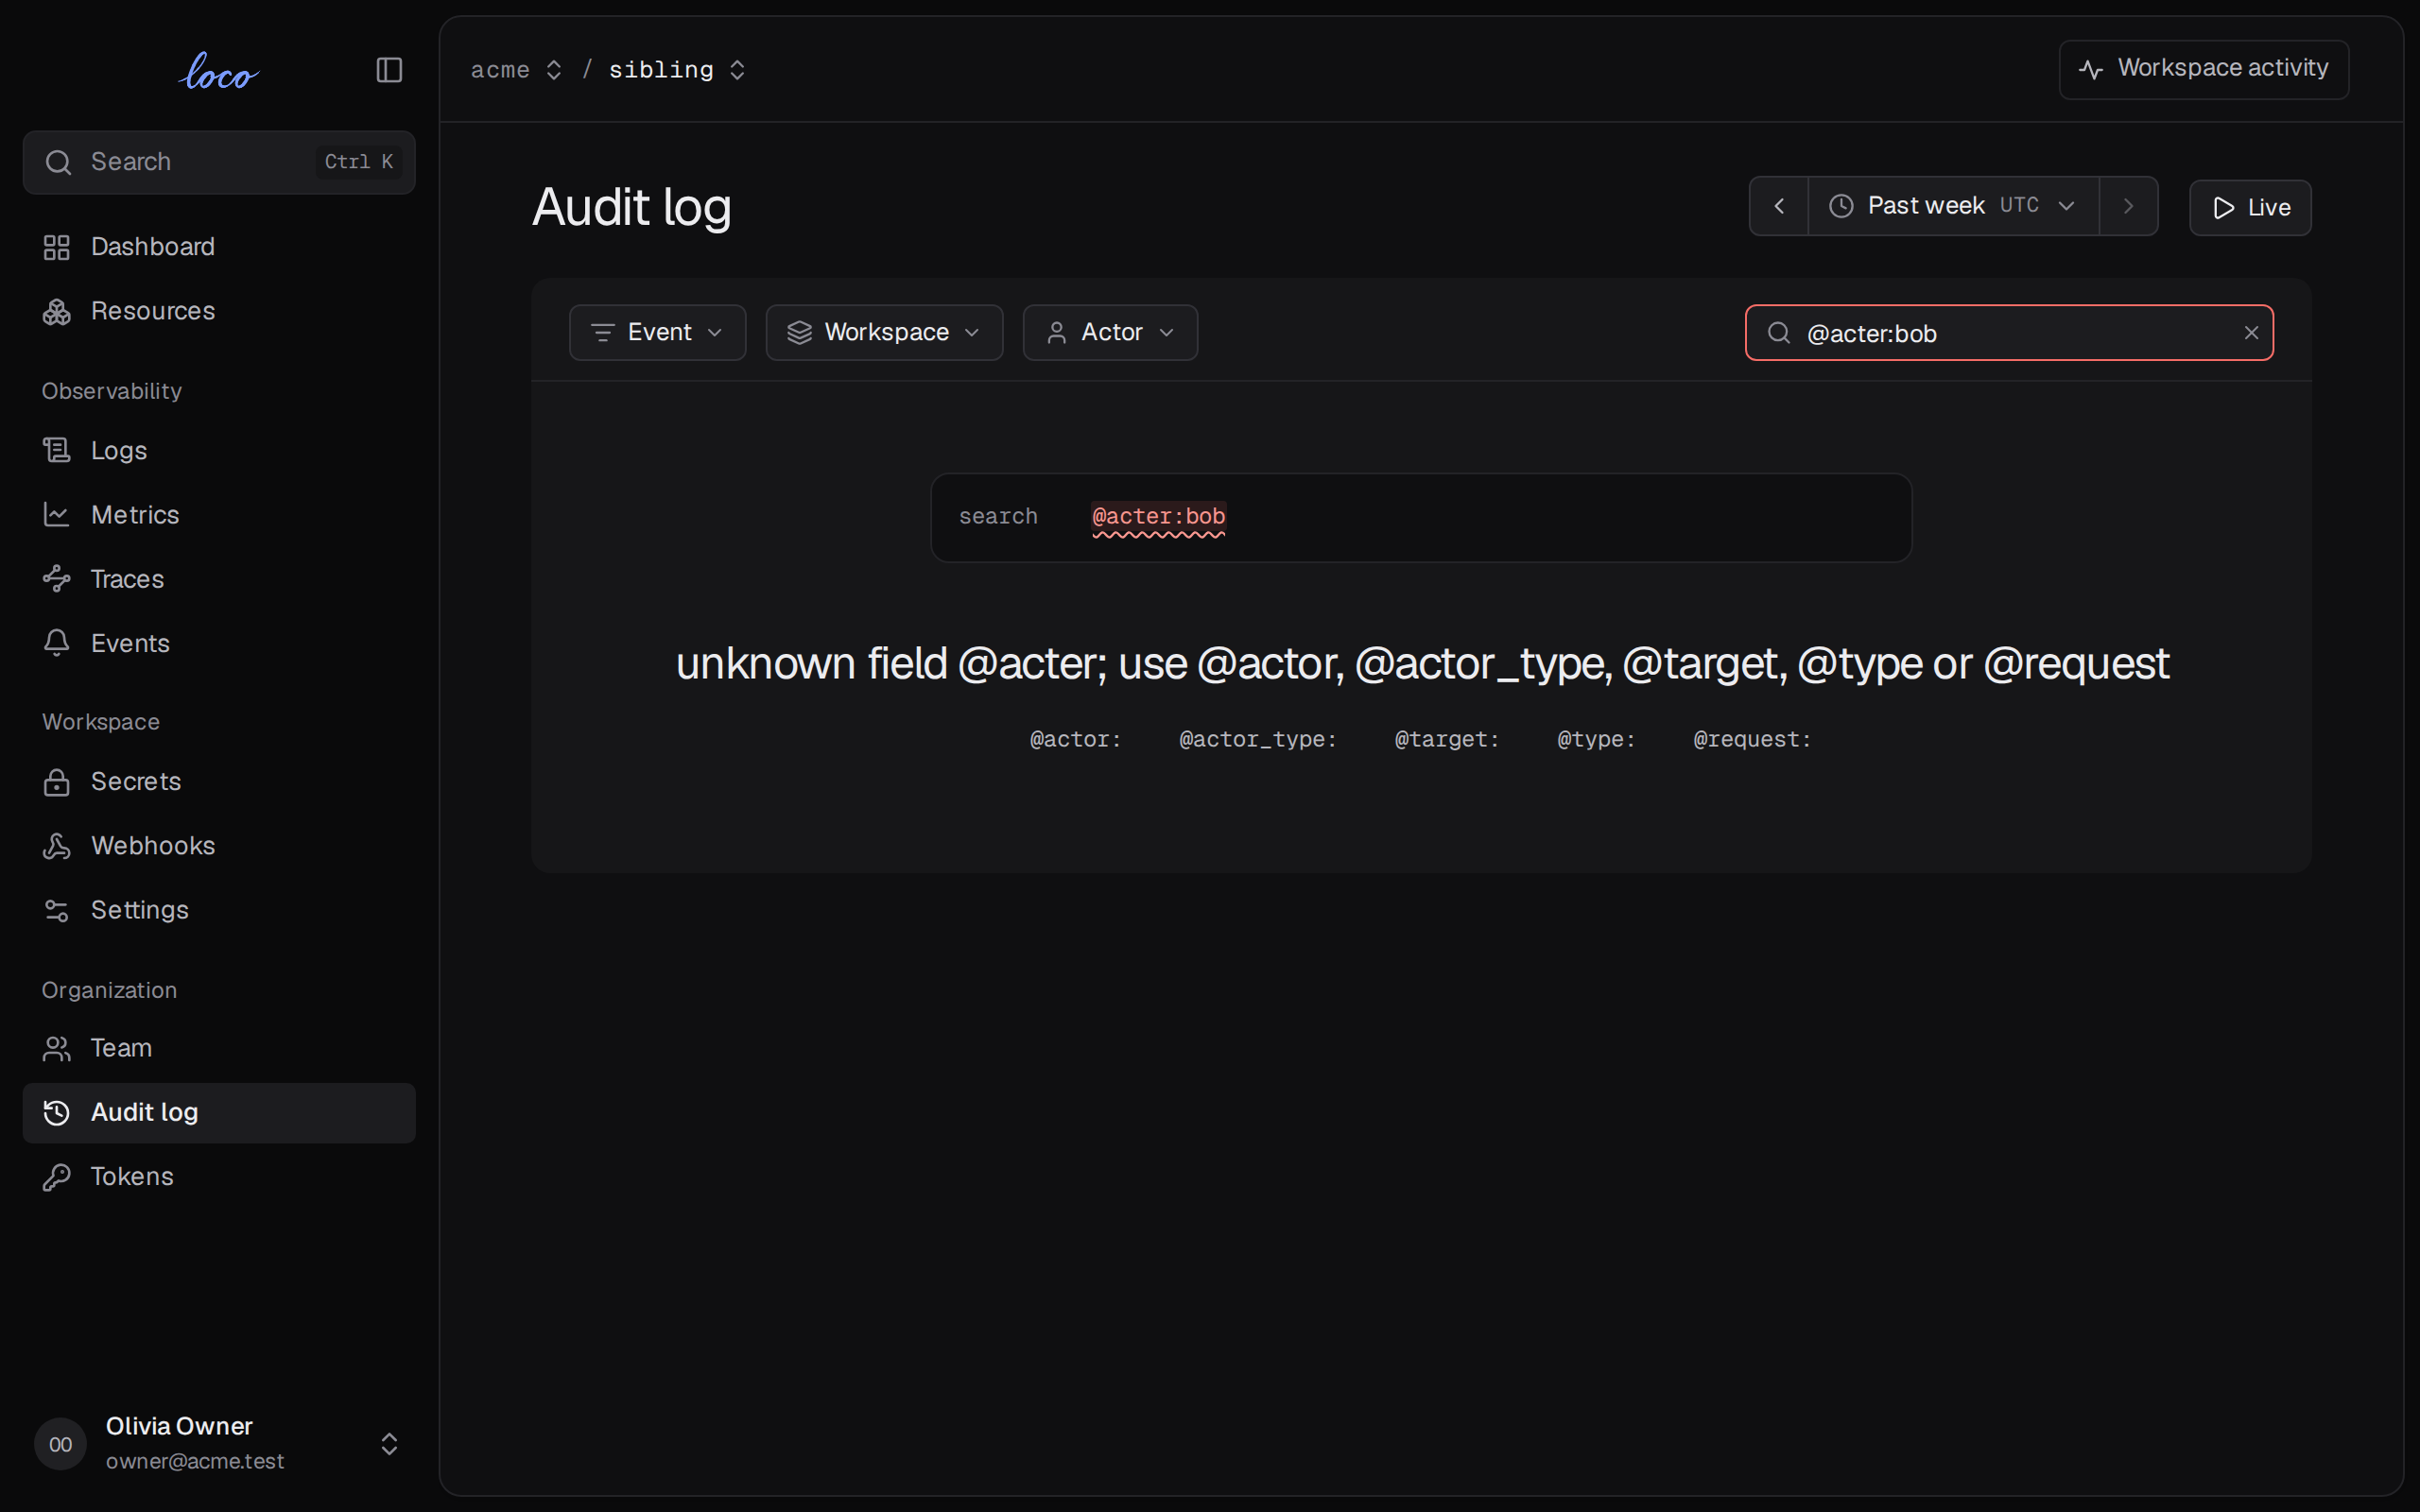 loco
Search Ctrl K
Dashboard
Resources
Observability
Logs
Metrics
Traces
Events
Workspace
Secrets
Webhooks
Settings
Organization
Team
Audit log
Tokens
OO
Olivia Owner
owner@acme.test
acme / sibling
Workspace activity
Audit log
Past week UTC
Live
Event
Workspace
Actor
@acter:bob
search @acter:bob
unknown field @acter; use @actor, @actor_type, @target, @type or @request
@actor: @actor_type: @target: @type: @request: